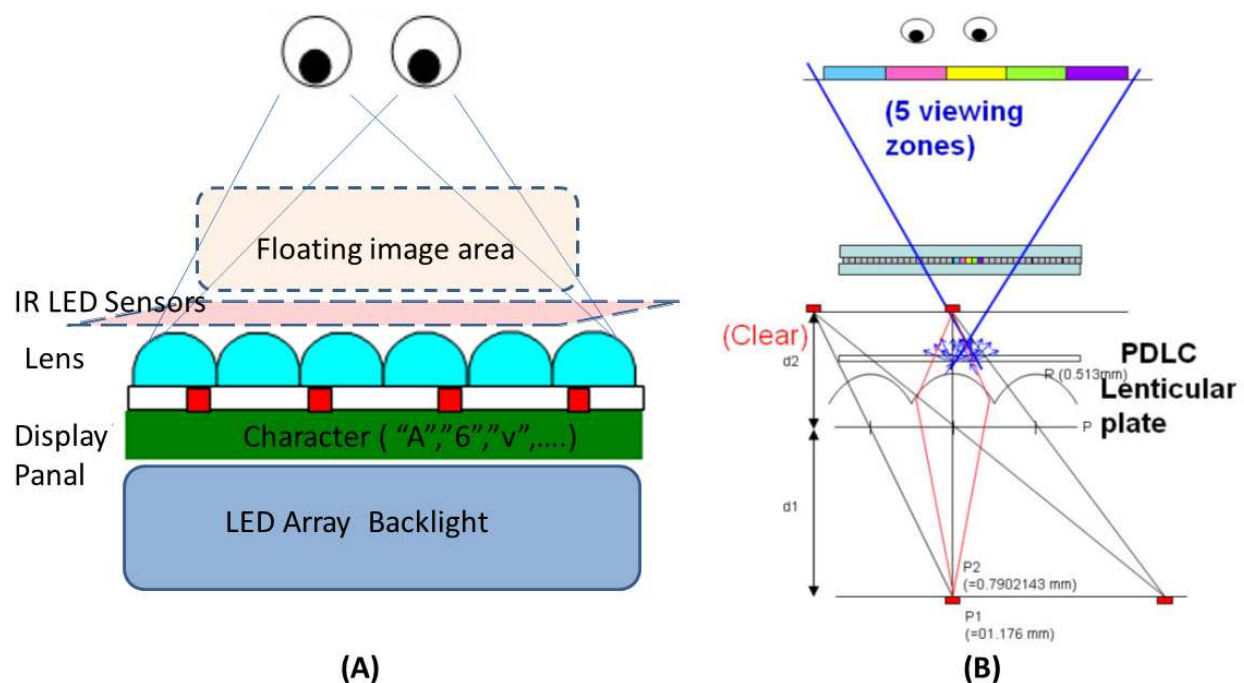 Floating image area
IR LED Sensors
Lens
Display
Panal
Character ( “A”,”6”,”v”,....)
LED Array Backlight
(A)
(5 viewing
zones)
(Clear)
d2
PDLC
R (0.513mm)
Lenticular
plate
P
d1
P2
(=0.7902143 mm)
P1
(=01.176 mm)
(B)